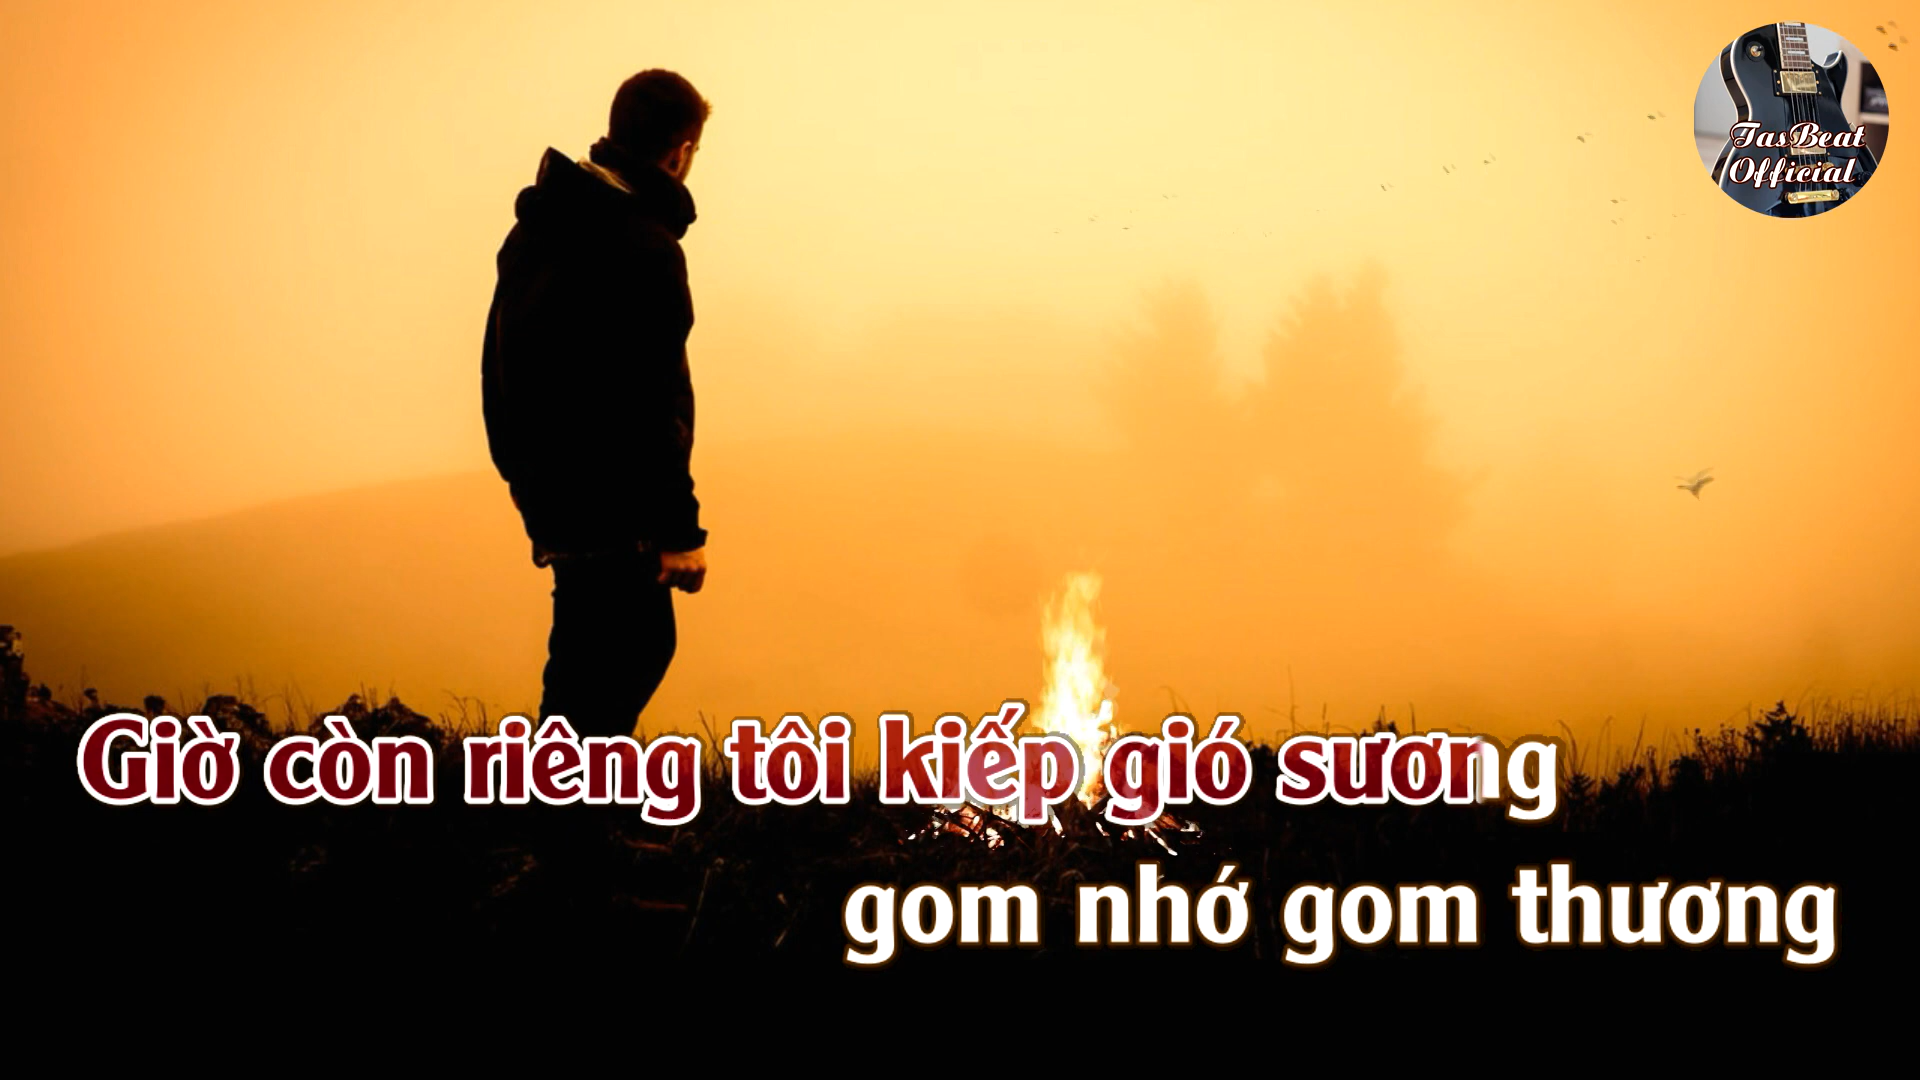 TasBeat
Official
Giờ còn riêng tôi kiếp gió sương
gom nhớ gom thương